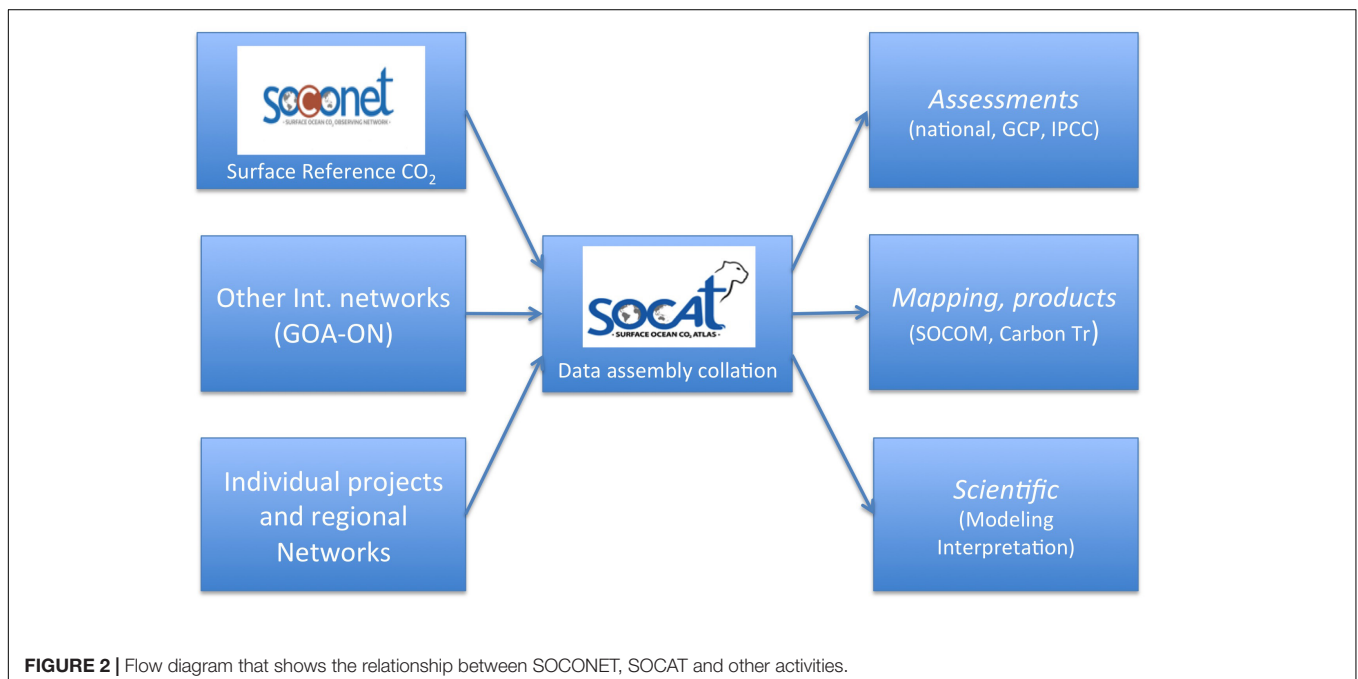 soconet
- SURFACE OCEAN CO₂ OBSERVING NETWORK -
Surface Reference CO₂
Other Int. networks
(GOA-ON)
Individual projects
and regional
Networks
SOCAt
- SURFACE OCEAN CO₂ ATLAS -
Data assembly collation
Assessments
(national, GCP, IPCC)
Mapping, products
(SOCOM, Carbon Tr)
Scientific
(Modeling
Interpretation)
FIGURE 2 | Flow diagram that shows the relationship between SOCONET, SOCAT and other activities.